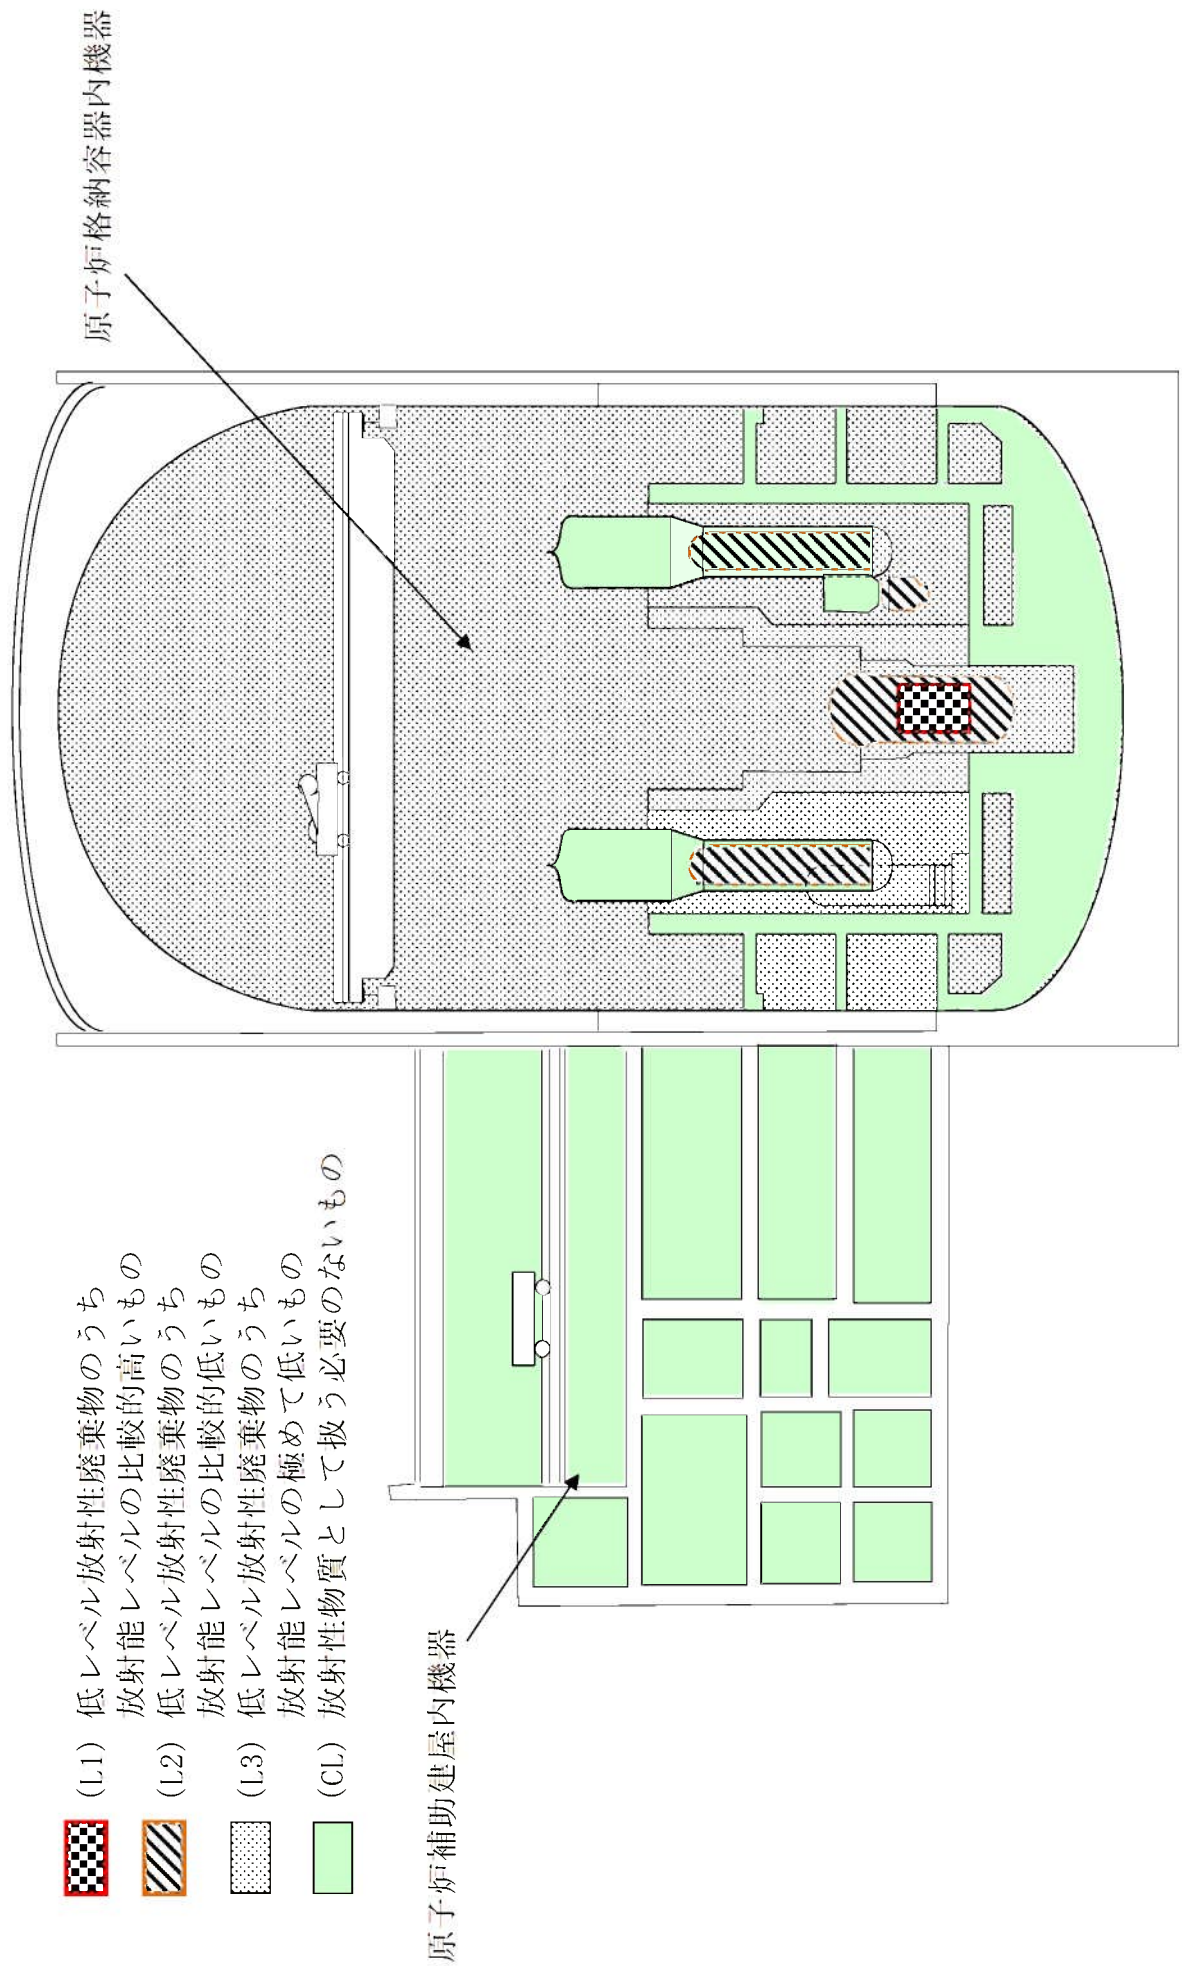 (L1) 低レベル放射性廃棄物のうち
放射能レベルの比較的高いもの
(L2) 低レベル放射性廃棄物のうち
放射能レベルの比較的低いもの
(L3) 低レベル放射性廃棄物のうち
放射能レベルの極めて低いもの
(CL) 放射性物質として扱う必要のないもの
原子炉格納容器内機器
原子炉補助建屋内機器